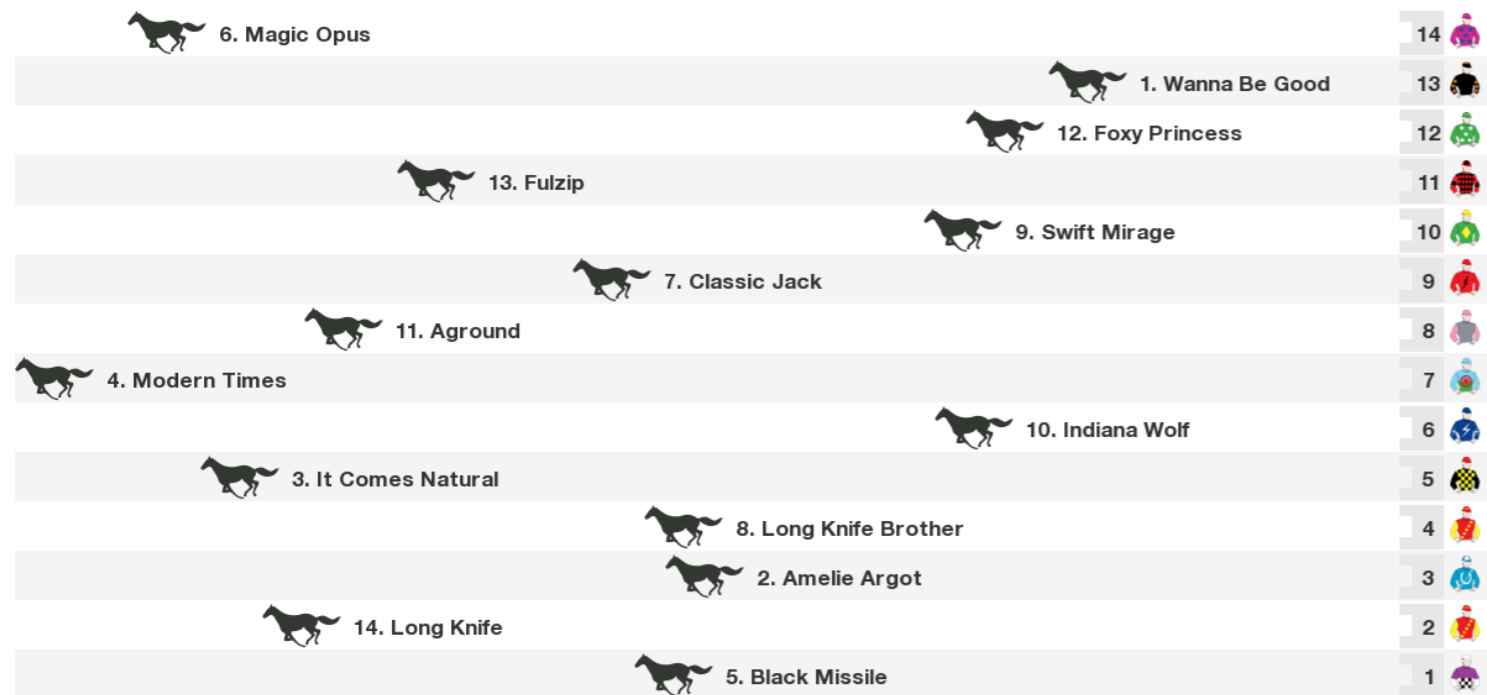 6. Magic Opus 14
1. Wanna Be Good 13
12. Foxy Princess 12
13. Fulzip 11
9. Swift Mirage 10
7. Classic Jack 9
11. Aground 8
4. Modern Times 7
10. Indiana Wolf 6
3. It Comes Natural 5
8. Long Knife Brother 4
2. Amelie Argot 3
14. Long Knife 2
5. Black Missile 1